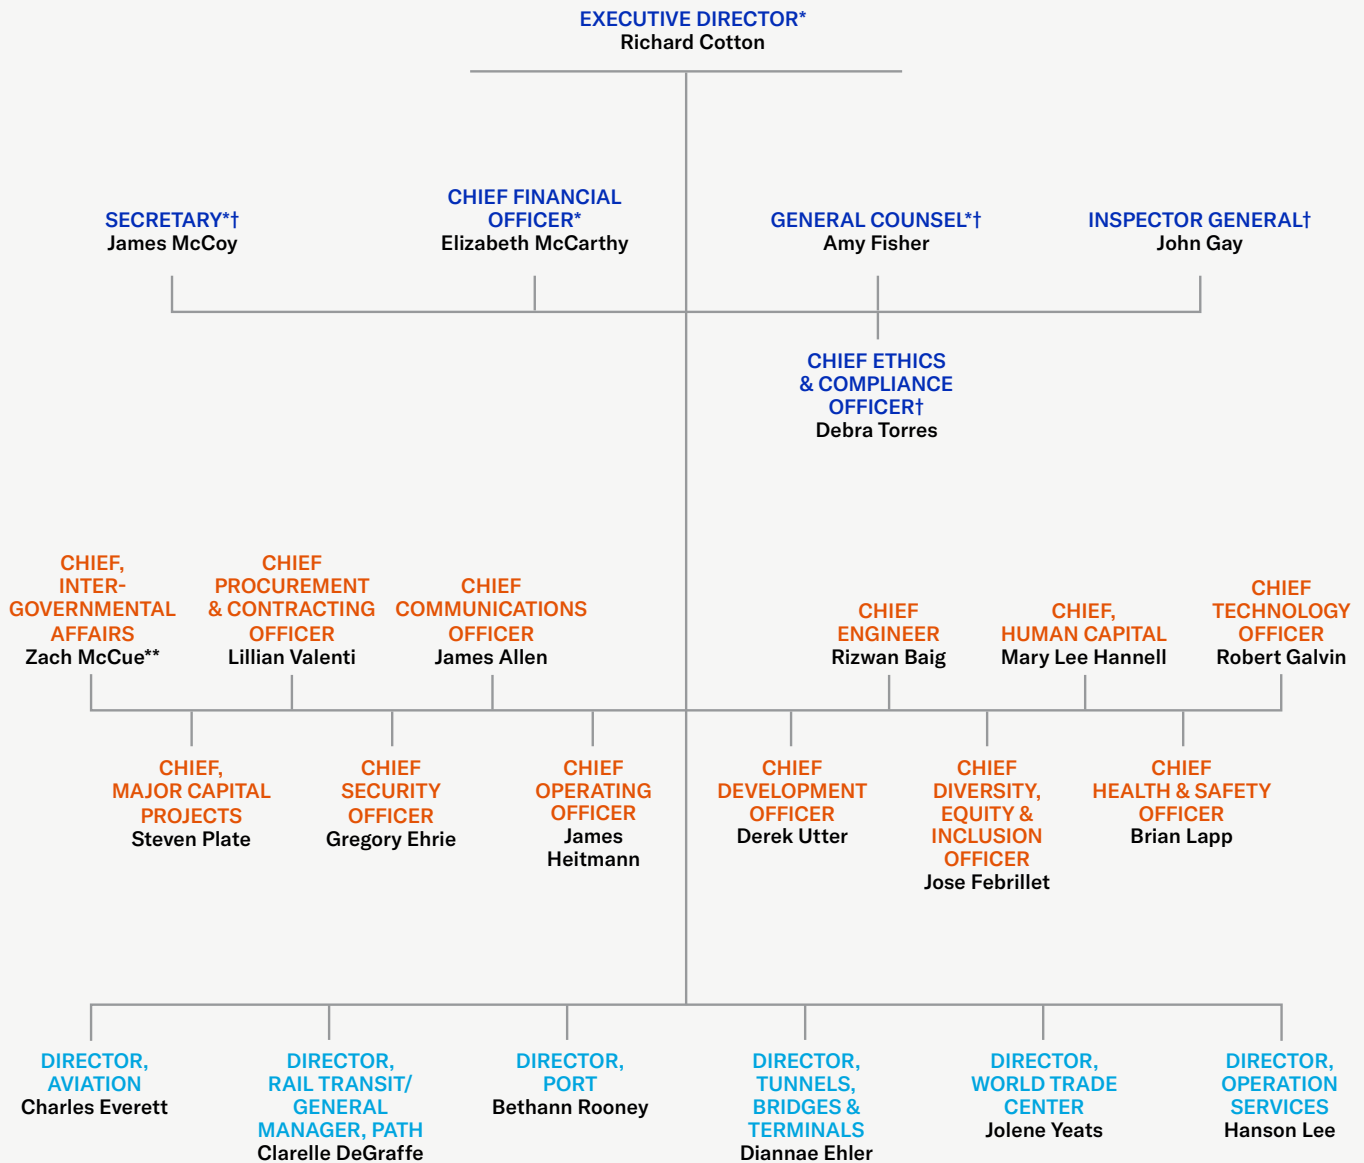 EXECUTIVE DIRECTOR*
Richard Cotton
SECRETARY*†
James McCoy
CHIEF FINANCIAL
OFFICER*
Elizabeth McCarthy
GENERAL COUNSEL*†
Amy Fisher
INSPECTOR GENERAL†
John Gay
CHIEF ETHICS
& COMPLIANCE
OFFICER†
Debra Torres
CHIEF,
INTER-
GOVERNMENTAL
AFFAIRS
Zach McCue**
CHIEF
PROCUREMENT
& CONTRACTING
OFFICER
Lillian Valenti
CHIEF
COMMUNICATIONS
OFFICER
James Allen
CHIEF
ENGINEER
Rizwan Baig
CHIEF,
HUMAN CAPITAL
Mary Lee Hannell
CHIEF
TECHNOLOGY
OFFICER
Robert Galvin
CHIEF,
MAJOR CAPITAL
PROJECTS
Steven Plate
CHIEF
SECURITY
OFFICER
Gregory Ehrie
CHIEF
OPERATING
OFFICER
James
Heitmann
CHIEF
DEVELOPMENT
OFFICER
Derek Utter
CHIEF
DIVERSITY,
EQUITY &
INCLUSION
OFFICER
Jose Febrillet
CHIEF
HEALTH & SAFETY
OFFICER
Brian Lapp
DIRECTOR,
AVIATION
Charles Everett
DIRECTOR,
RAIL TRANSIT/
GENERAL
MANAGER, PATH
Clarelle DeGraffe
DIRECTOR,
PORT
Bethann Rooney
DIRECTOR,
TUNNELS,
BRIDGES &
TERMINALS
Diannae Ehler
DIRECTOR,
WORLD TRADE
CENTER
Jolene Yeats
DIRECTOR,
OPERATION
SERVICES
Hanson Lee